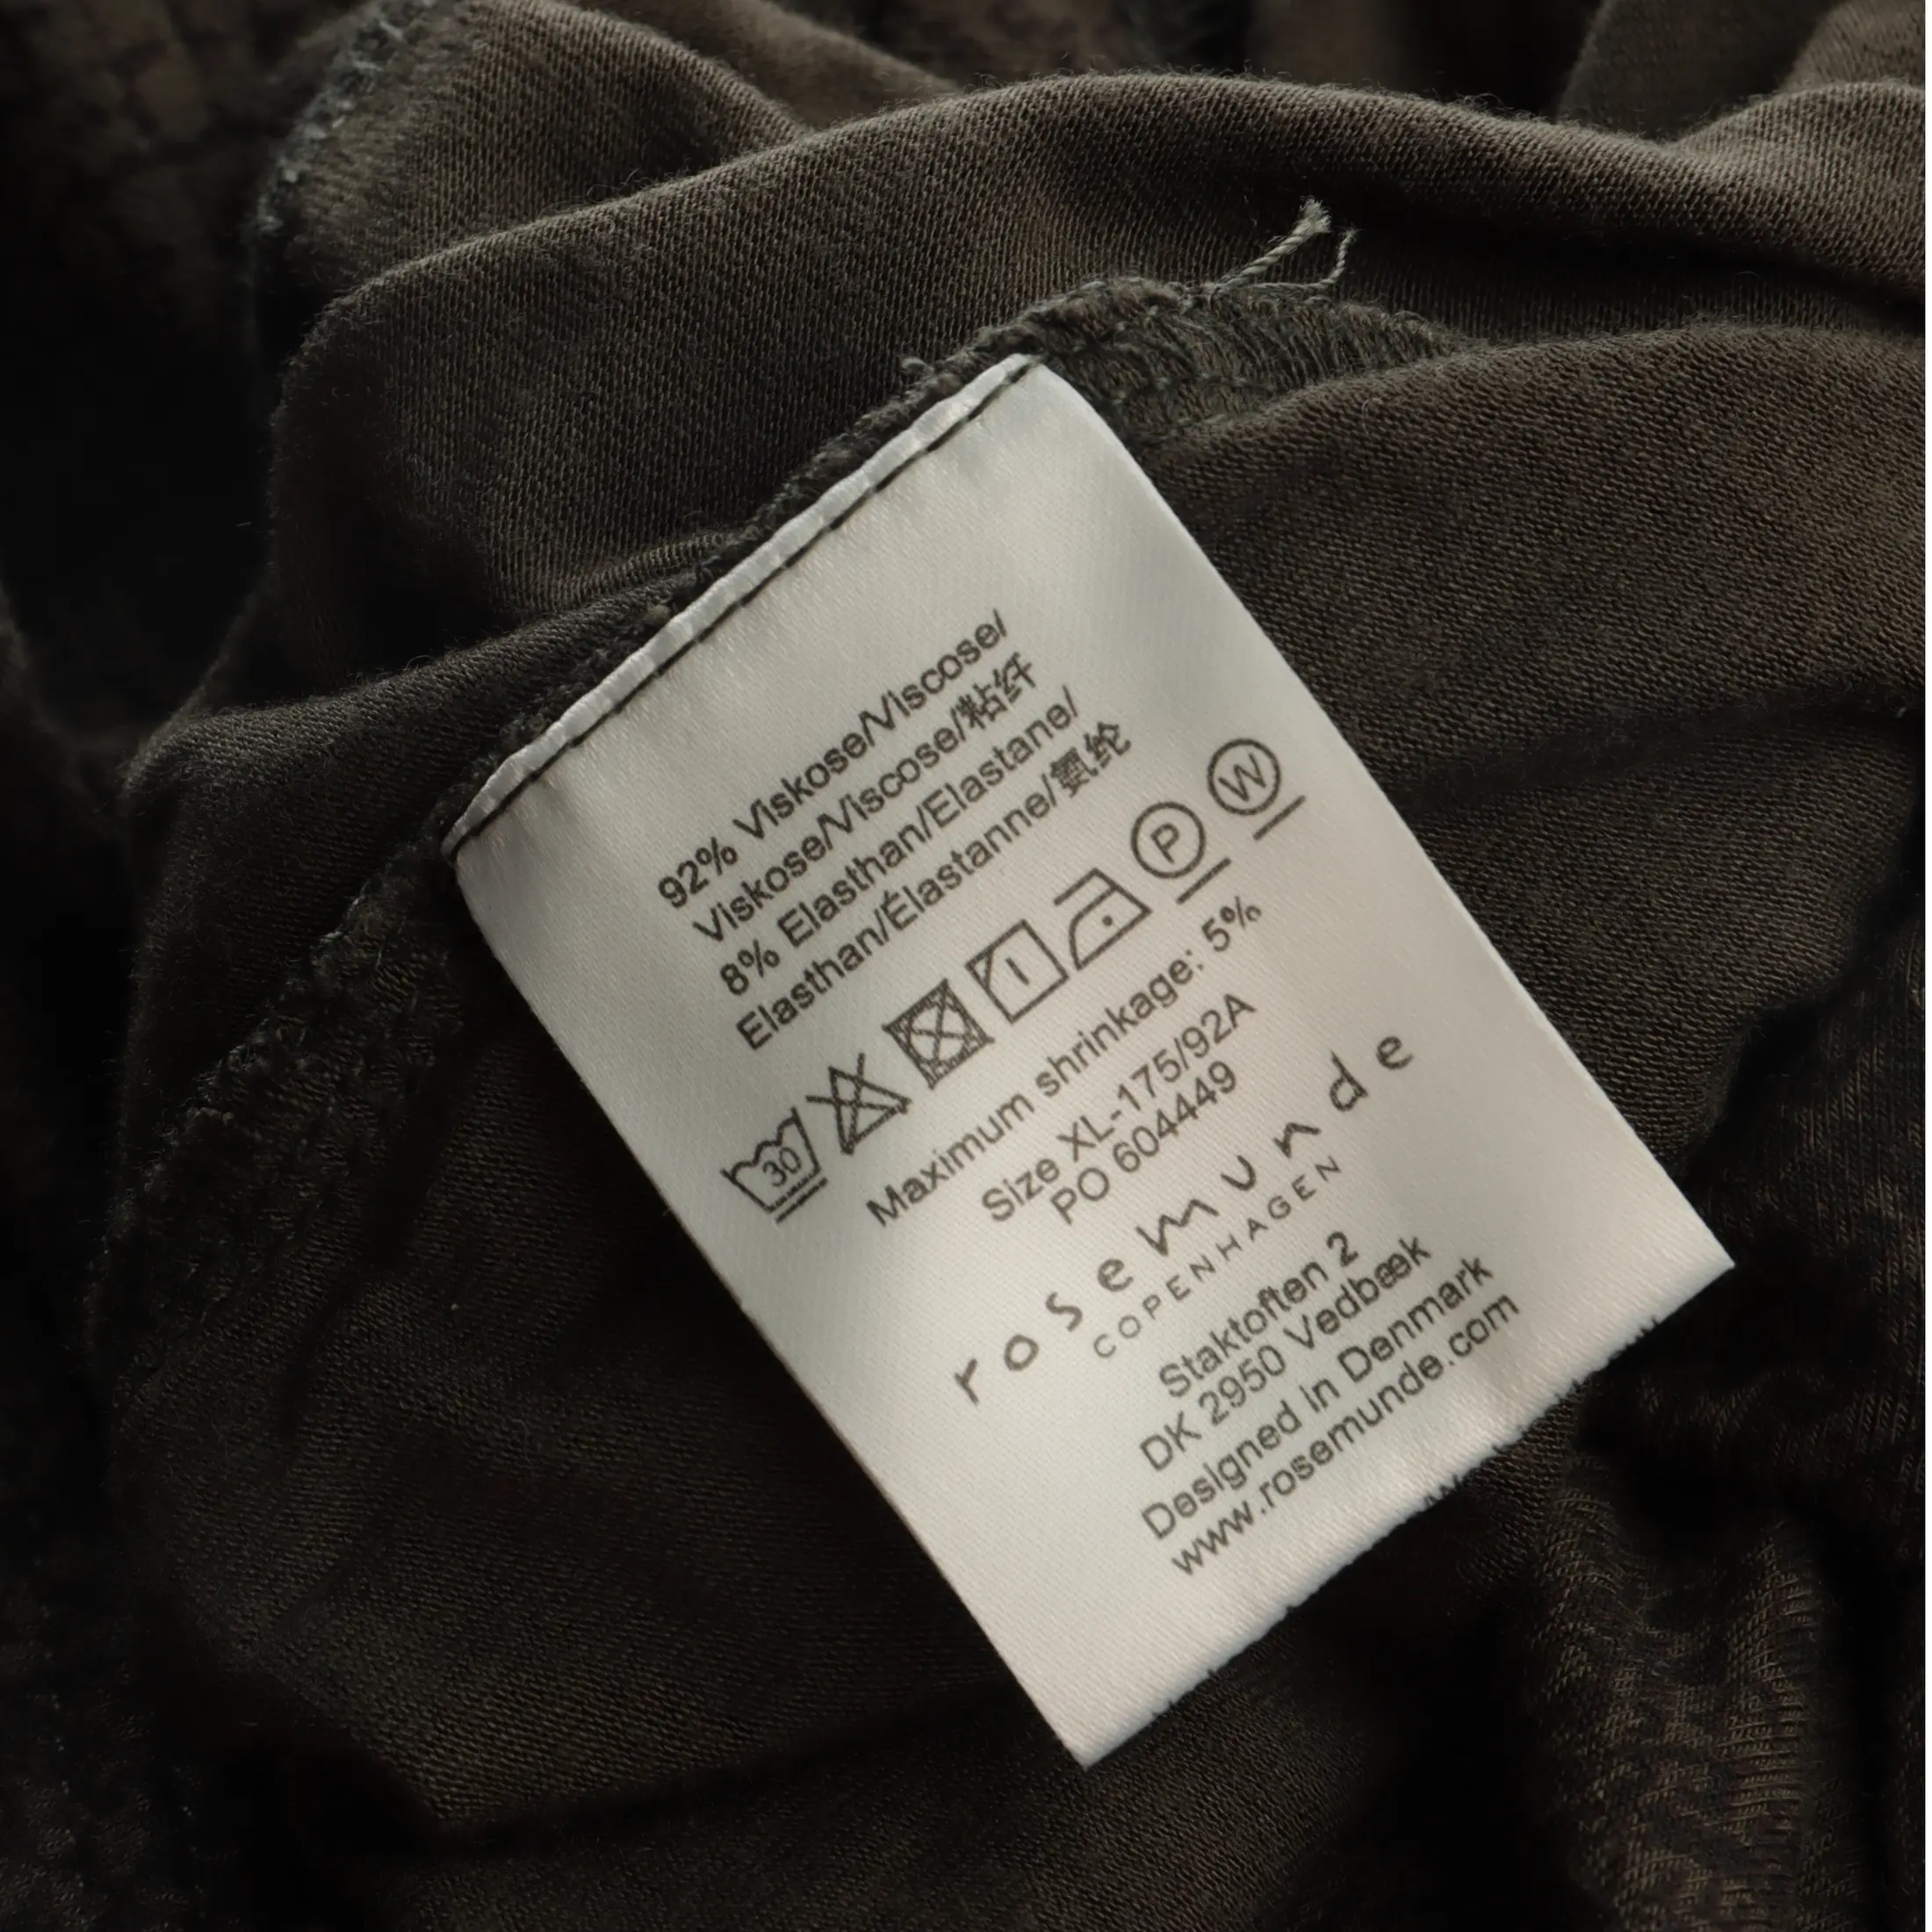 92% Viskose/Viscose/
Viskose/Viscose/粘纤
8% Elasthan/Elastane/
Elasthan/Élastanne/氨纶
30 P W
Maximum shrinkage: 5%
Size XL-175/92A
PO 604449
rosemunde
COPENHAGEN
Staktoften 2
DK 2950 Vedbæk
Designed in Denmark
www.rosemunde.com